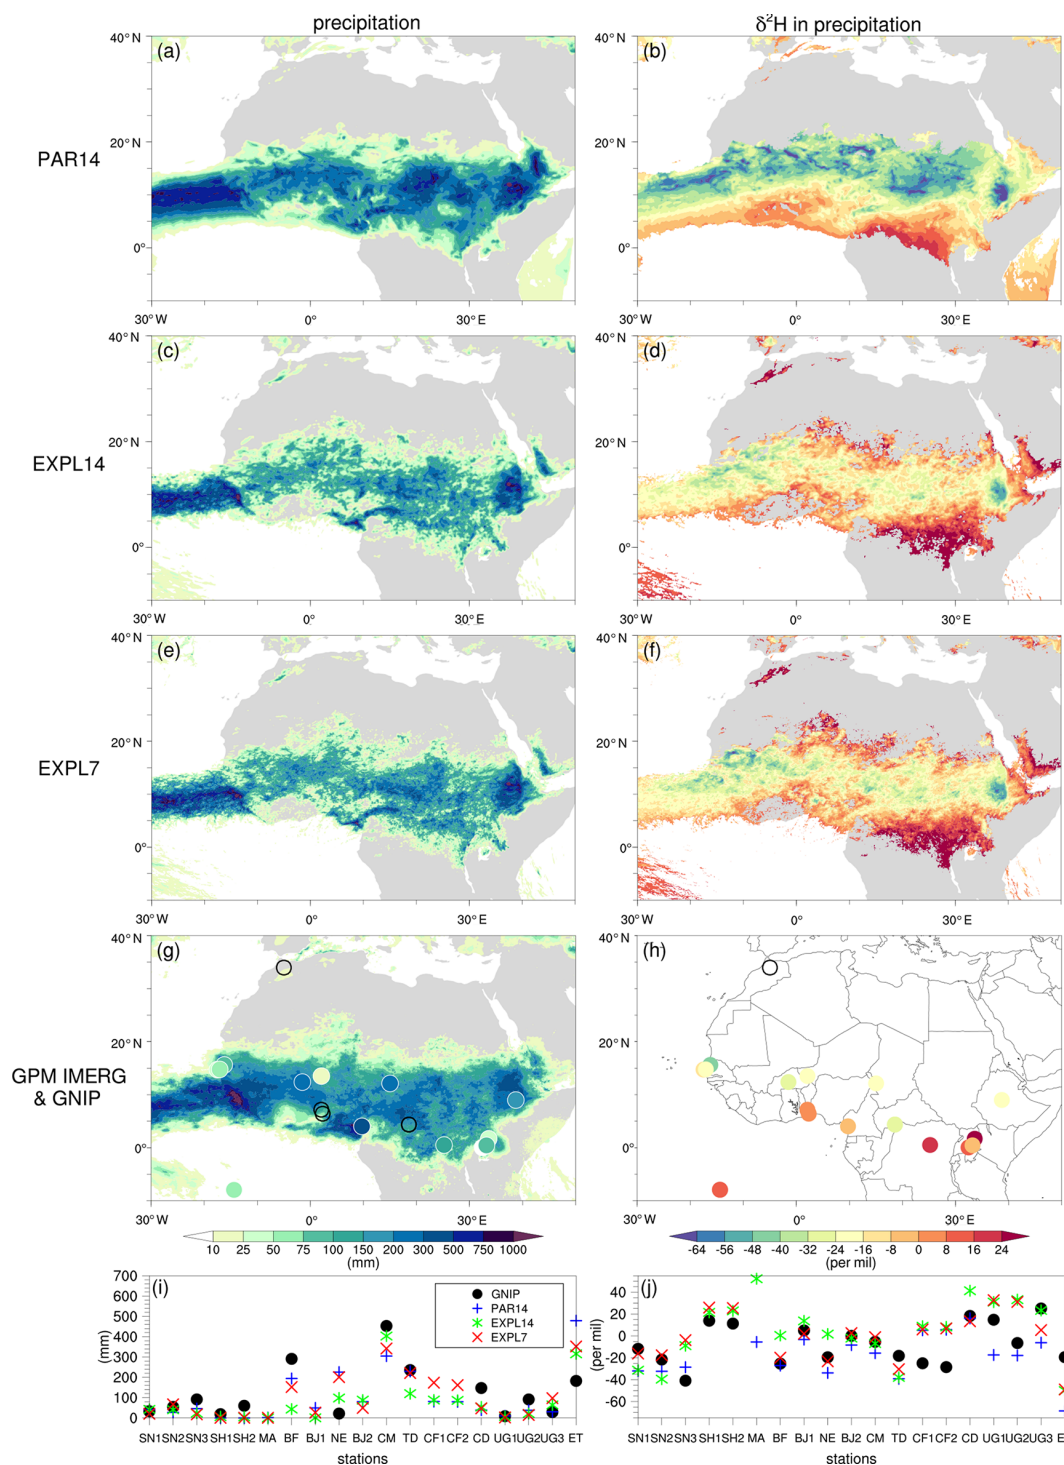 precipitation
δ²H in precipitation
40° N
(a)
20° N
0°
30° W
0°
30° E
PAR14
40° N
(b)
20° N
0°
30° W
0°
30° E
40° N
(c)
20° N
0°
30° W
0°
30° E
EXPL14
40° N
(d)
20° N
0°
30° W
0°
30° E
40° N
(e)
20° N
0°
30° W
0°
30° E
EXPL7
40° N
(f)
20° N
0°
30° W
0°
30° E
40° N
(g)
20° N
0°
30° W
0°
30° E
GPM IMERG
& GNIP
40° N
(h)
20° N
0°
30° W
0°
30° E
10 25 50 75 100 150 200 300 500 750 1000
(mm)
-64 -56 -48 -40 -32 -24 -16 -8 8 16 24
(per mil)
(i)
700
600
500
400
300
200
100
0
(mm)
GNIP
PAR14
EXPL14
EXPL7
SN1 SN2 SN3 SH1 SH2 MA BF BJ1 NE BJ2 CM TD CF1 CF2 CD UG1 UG2 UG3 ET
stations
(j)
40
20
0
-20
-40
-60
(per mil)
SN1 SN2 SN3 SH1 SH2 MA BF BJ1 NE BJ2 CM TD CF1 CF2 CD UG1 UG2 UG3
stations